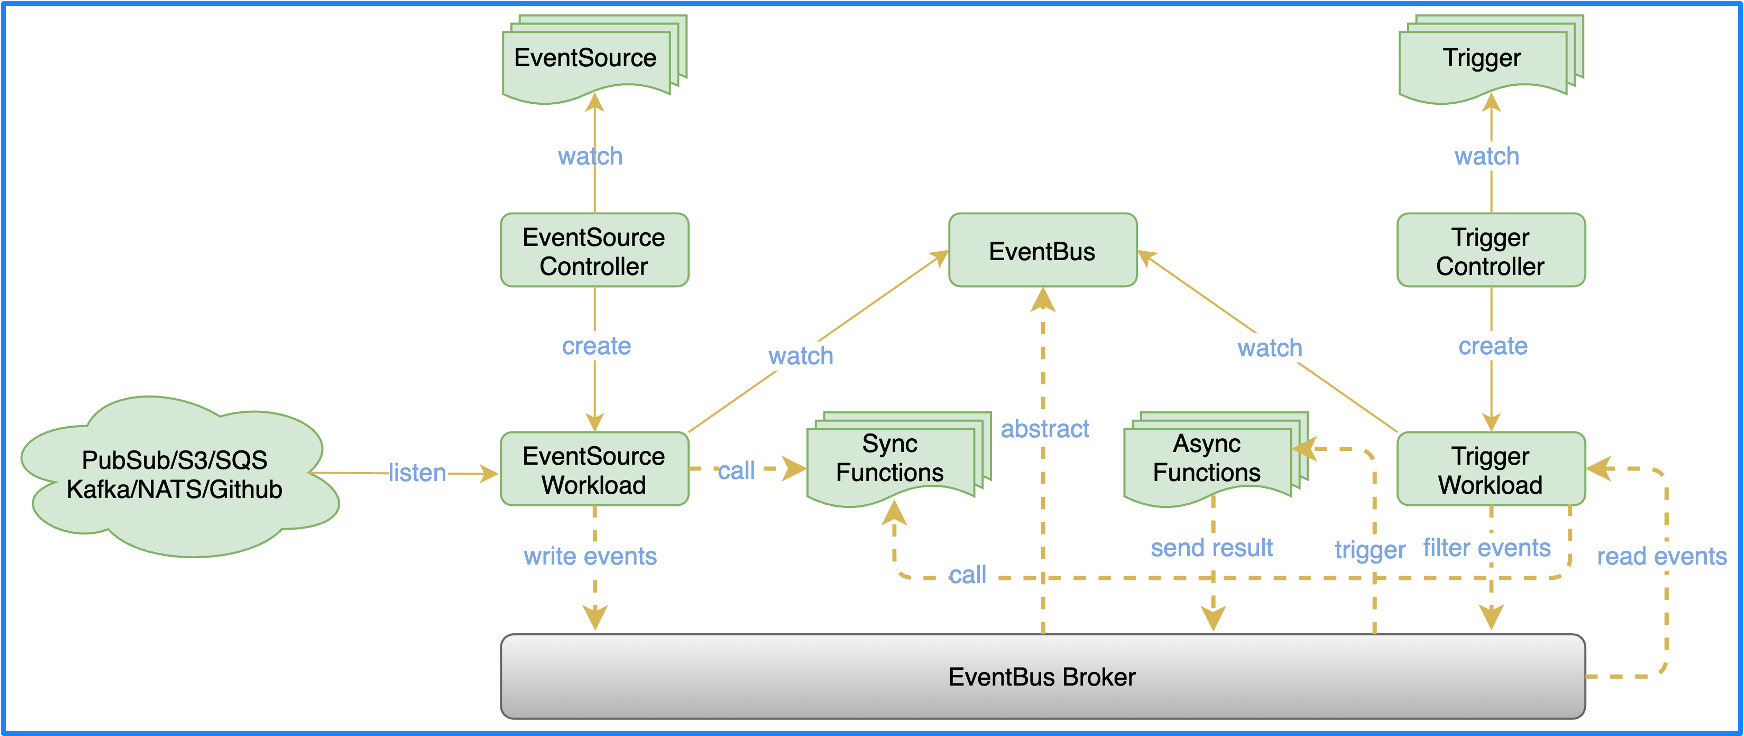 EventSource
Trigger
watch
watch
EventSource
Controller
EventBus
Trigger
Controller
create
watch
watch
create
PubSub/S3/SQS
Kafka/NATS/Github
listen
EventSource
Workload
call
Sync
Functions
abstract
Async
Functions
Trigger
Workload
write events
call
send result
trigger
filter events
read events
EventBus Broker